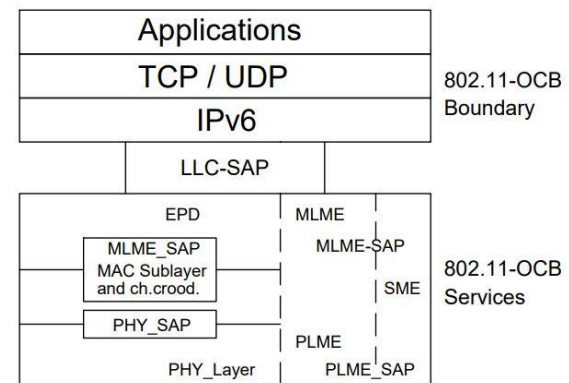 Applications
TCP / UDP
802.11-OCB
Boundary
IPv6
LLC-SAP
EPD
MLME
MLME_SAP
MLME-SAP
MAC Sublayer
and ch.crood.
802.11-OCB
SME
Services
PHY_SAP
PLME
PHY_Layer
PLME_SAP